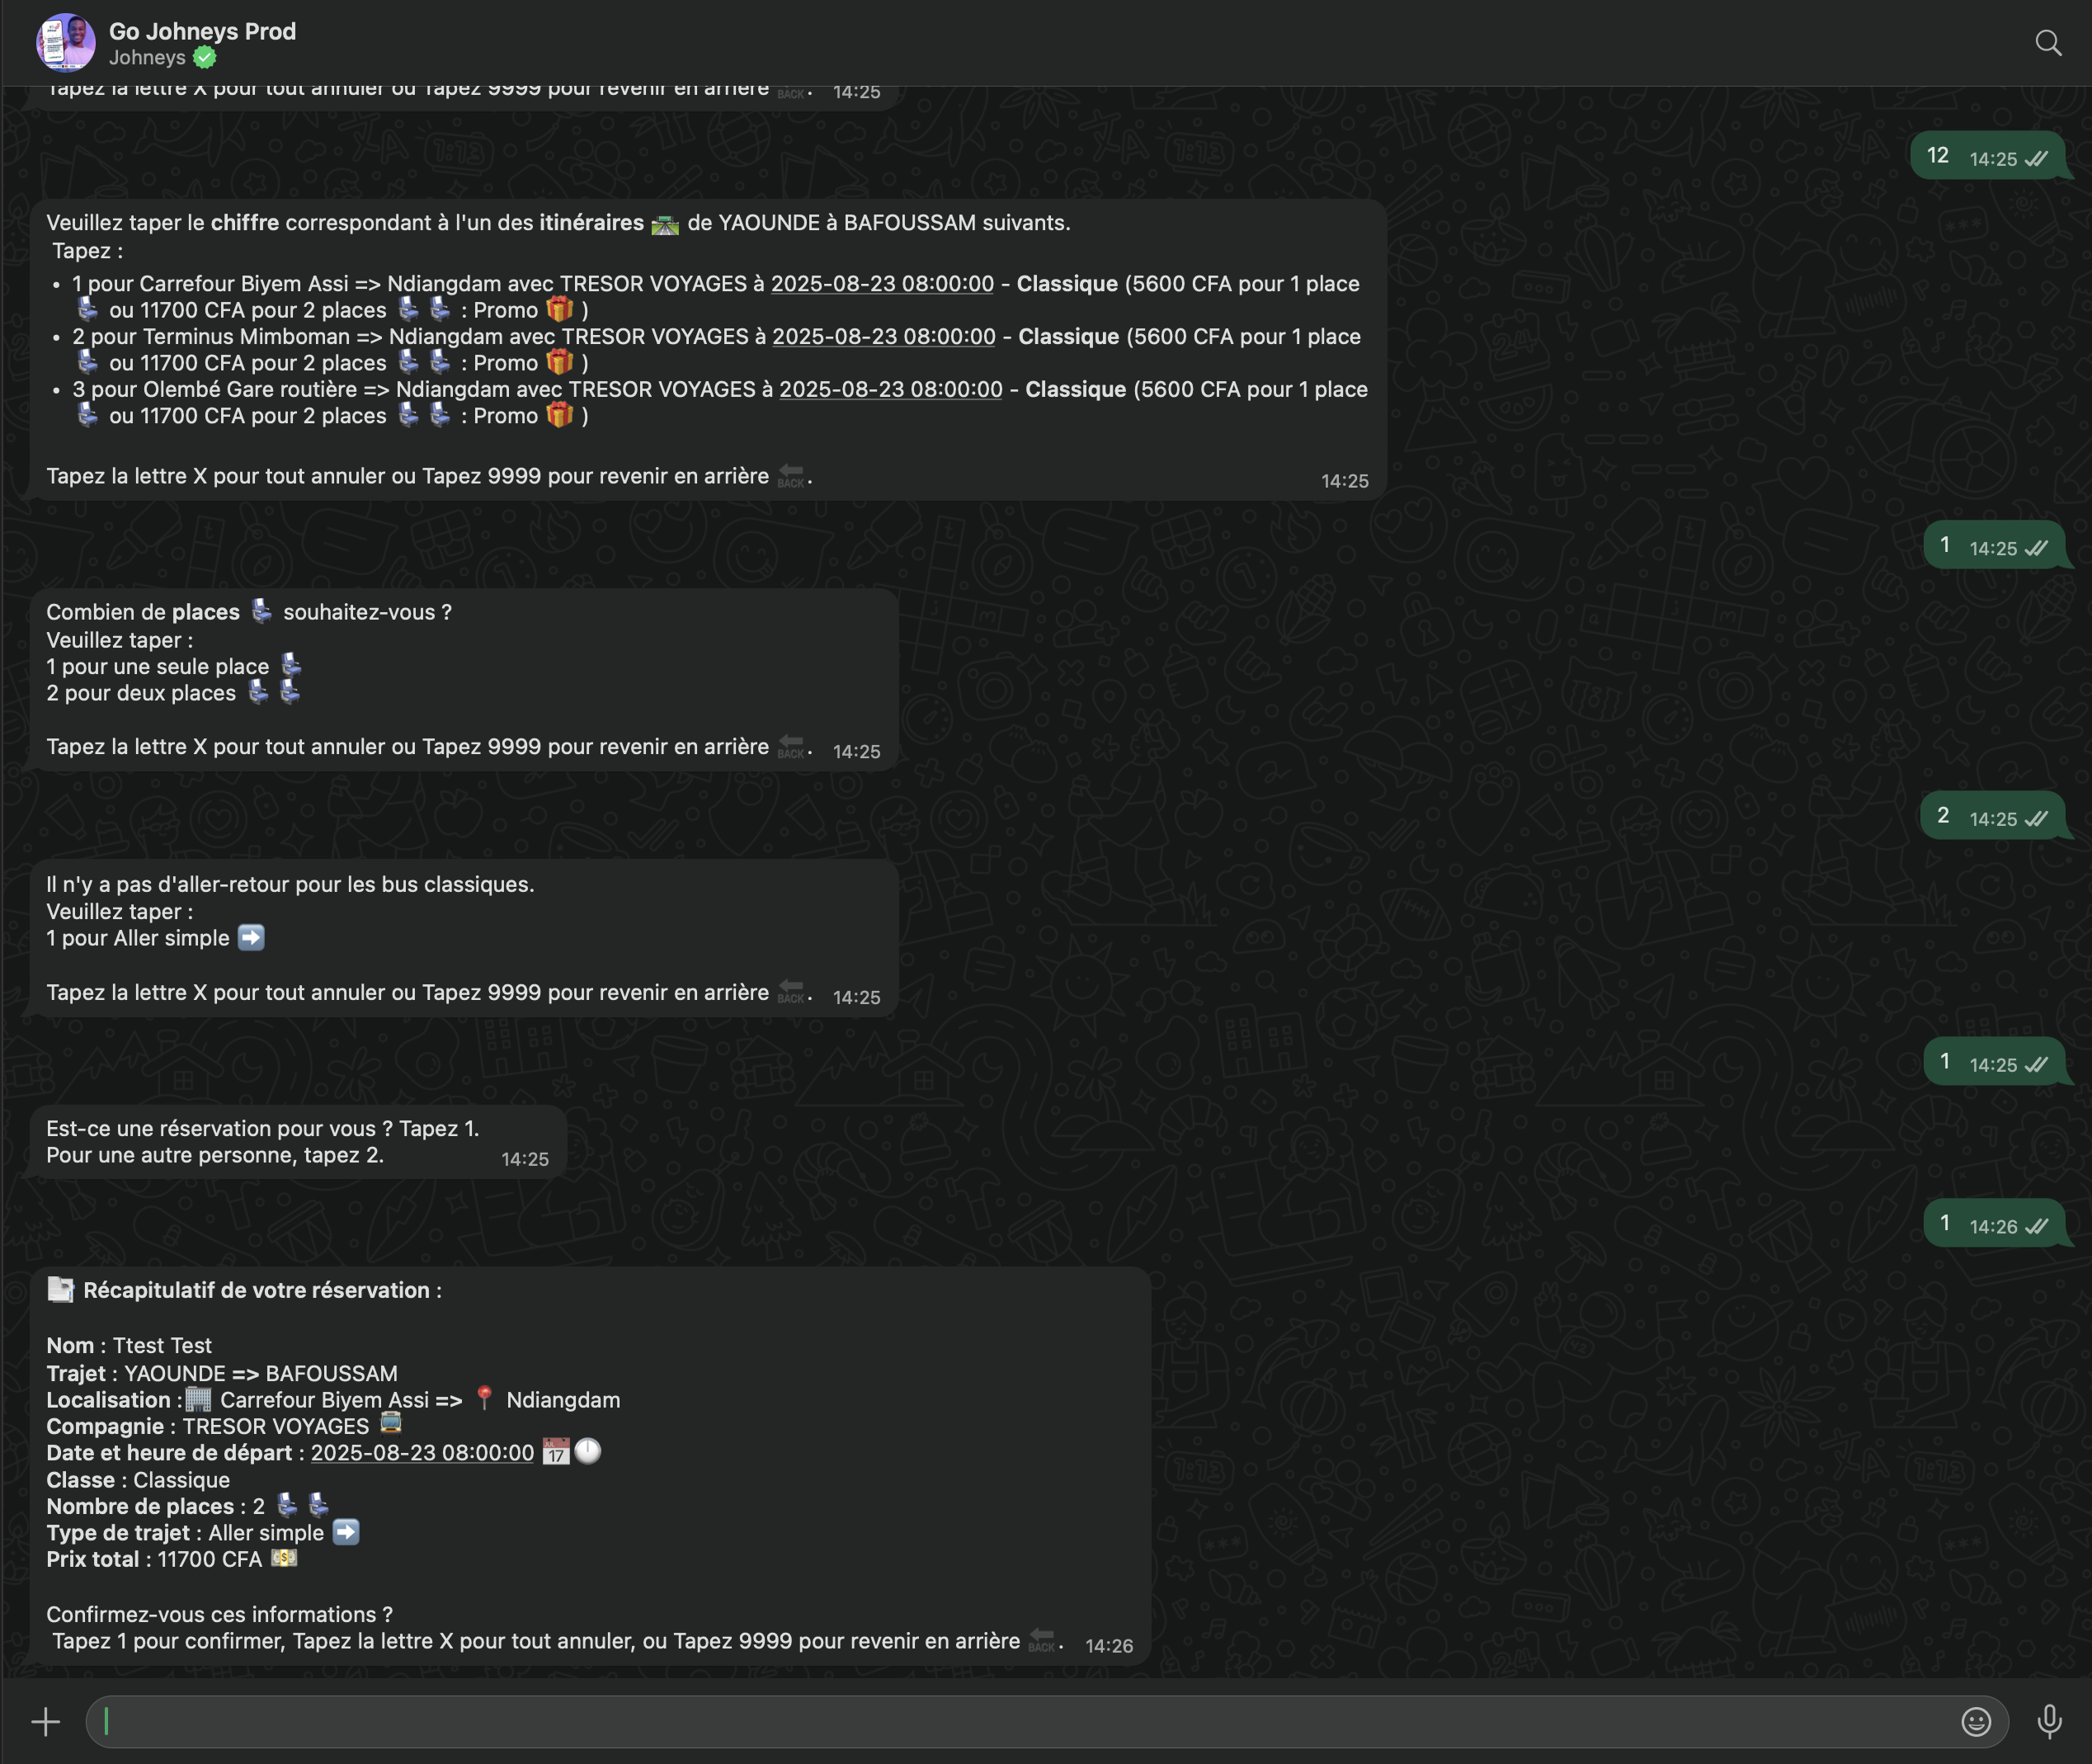 Go Johneys Prod
Johneys
Tapez la lettre X pour tout annuler ou Tapez 9999 pour revenir en arrière BACK. 14:25
12 14:25
Veuillez taper le chiffre correspondant à l'un des itinéraires de YAOUNDE à BAFOUSSAM suivants.
Tapez :
• 1 pour Carrefour Biyem Assi => Ndiangdam avec TRESOR VOYAGES à 2025-08-23 08:00:00 - Classique (5600 CFA pour 1 place
ou 11700 CFA pour 2 places : Promo )
• 2 pour Terminus Mimboman => Ndiangdam avec TRESOR VOYAGES à 2025-08-23 08:00:00 - Classique (5600 CFA pour 1 place
ou 11700 CFA pour 2 places : Promo )
• 3 pour Olembé Gare routière => Ndiangdam avec TRESOR VOYAGES à 2025-08-23 08:00:00 - Classique (5600 CFA pour 1 place
ou 11700 CFA pour 2 places : Promo )
Tapez la lettre X pour tout annuler ou Tapez 9999 pour revenir en arrière BACK. 14:25
1 14:25
Combien de places souhaitez-vous ?
Veuillez taper :
1 pour une seule place
2 pour deux places
Tapez la lettre X pour tout annuler ou Tapez 9999 pour revenir en arrière BACK. 14:25
2 14:25
Il n'y a pas d'aller-retour pour les bus classiques.
Veuillez taper :
1 pour Aller simple
Tapez la lettre X pour tout annuler ou Tapez 9999 pour revenir en arrière BACK. 14:25
1 14:25
Est-ce une réservation pour vous ? Tapez 1.
Pour une autre personne, tapez 2. 14:25
1 14:26
Récapitulatif de votre réservation :
Nom : Ttest Test
Trajet : YAOUNDE => BAFOUSSAM
Localisation : Carrefour Biyem Assi => Ndiangdam
Compagnie : TRESOR VOYAGES
Date et heure de départ : 2025-08-23 08:00:00
Classe : Classique
Nombre de places : 2
Type de trajet : Aller simple
Prix total : 11700 CFA
Confirmez-vous ces informations ?
Tapez 1 pour confirmer, Tapez la lettre X pour tout annuler, ou Tapez 9999 pour revenir en arrière BACK. 14:26